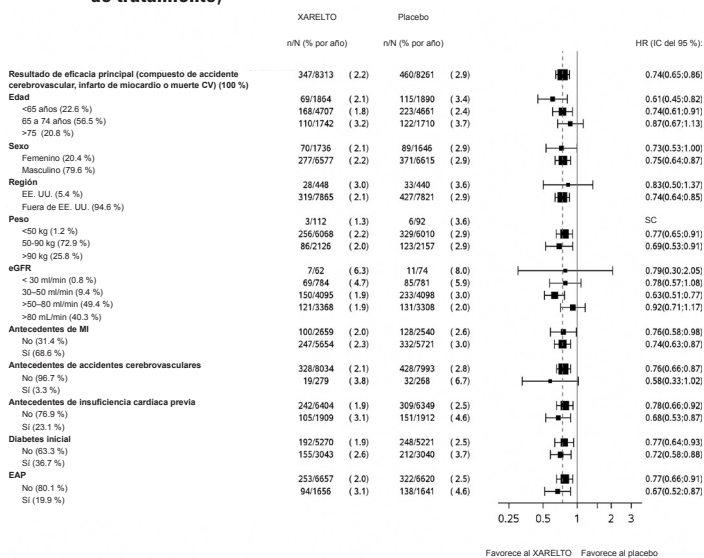 de tratamiento)
XARELTO Placebo
n/N (% por año) n/N (% por año) HR (IC del 95 %):
Resultado de eficacia principal (compuesto de accidente 347/8313 ( 2.2) 460/8261 ( 2.9) 0.74(0.65;0.86)
cerebrovascular, infarto de miocardio o muerte CV) (100 %)
Edad 69/1864 ( 2.1) 115/1890 ( 3.4) 0.61(0.45;0.82)
<65 años (22.6 %) 168/4707 ( 1.8) 223/4661 ( 2.4) 0.74(0.61;0.91)
65 a 74 años (56.5 %) 110/1742 ( 3.2) 122/1710 ( 3.7) 0.87(0.67;1.13)
>75 (20.8 %)
Sexo 70/1736 ( 2.1) 89/1646 ( 2.9) 0.73(0.53;1.00)
Femenino (20.4 %) 277/6577 ( 2.2) 371/6615 ( 2.9) 0.75(0.64;0.87)
Masculino (79.6 %)
Región 28/448 ( 3.0) 33/440 ( 3.6) 0.83(0.50;1.37)
EE. UU. (5.4 %) 319/7865 ( 2.1) 427/7821 ( 2.9) 0.74(0.64;0.85)
Fuera de EE. UU. (94.6 %)
Peso 3/112 ( 1.3) 6/92 ( 3.6) SC
<50 kg (1.2 %) 256/6068 ( 2.2) 329/6010 ( 2.9) 0.77(0.65;0.91)
50-90 kg (72.9 %) 86/2126 ( 2.0) 123/2157 ( 2.9) 0.69(0.53;0.91)
>90 kg (25.8 %)
eGFR 7/62 ( 6.3) 11/74 ( 8.0) 0.79(0.30;2.05)
< 30 ml/min (0.8 %) 69/784 ( 4.7) 85/781 ( 5.9) 0.78(0.57;1.08)
30–50 ml/min (9.4 %) 150/4095 ( 1.9) 233/4098 ( 3.0) 0.63(0.51;0.77)
>50–80 ml/min (49.4 %) 121/3368 ( 1.9) 131/3308 ( 2.0) 0.92(0.71;1.17)
>80 mL/min (40.3 %)
Antecedentes de MI 100/2659 ( 2.0) 128/2540 ( 2.6) 0.76(0.58;0.98)
No (31.4 %) 247/5654 ( 2.3) 332/5721 ( 3.0) 0.74(0.63;0.87)
Sí (68.6 %)
Antecedentes de accidentes cerebrovasculares 328/8034 ( 2.1) 428/7993 ( 2.8) 0.76(0.66;0.87)
No (96.7 %) 19/279 ( 3.8) 32/268 ( 6.7) 0.58(0.33;1.02)
Sí (3.3 %)
Antecedentes de insuficiencia cardíaca previa 242/6404 ( 1.9) 309/6349 ( 2.5) 0.78(0.66;0.92)
No (76.9 %) 105/1909 ( 3.1) 151/1912 ( 4.6) 0.68(0.53;0.87)
Sí (23.1 %)
Diabetes inicial 192/5270 ( 1.9) 248/5221 ( 2.5) 0.77(0.64;0.93)
No (63.3 %) 155/3043 ( 2.6) 212/3040 ( 3.7) 0.72(0.58;0.88)
Sí (36.7 %)
EAP 253/6657 ( 2.0) 322/6620 ( 2.5) 0.77(0.66;0.91)
No (80.1 %) 94/1656 ( 3.1) 138/1641 ( 4.6) 0.67(0.52;0.87)
Sí (19.9 %)
0.25 0.5 1 2 3
Favorece al XARELTO Favorece al placebo